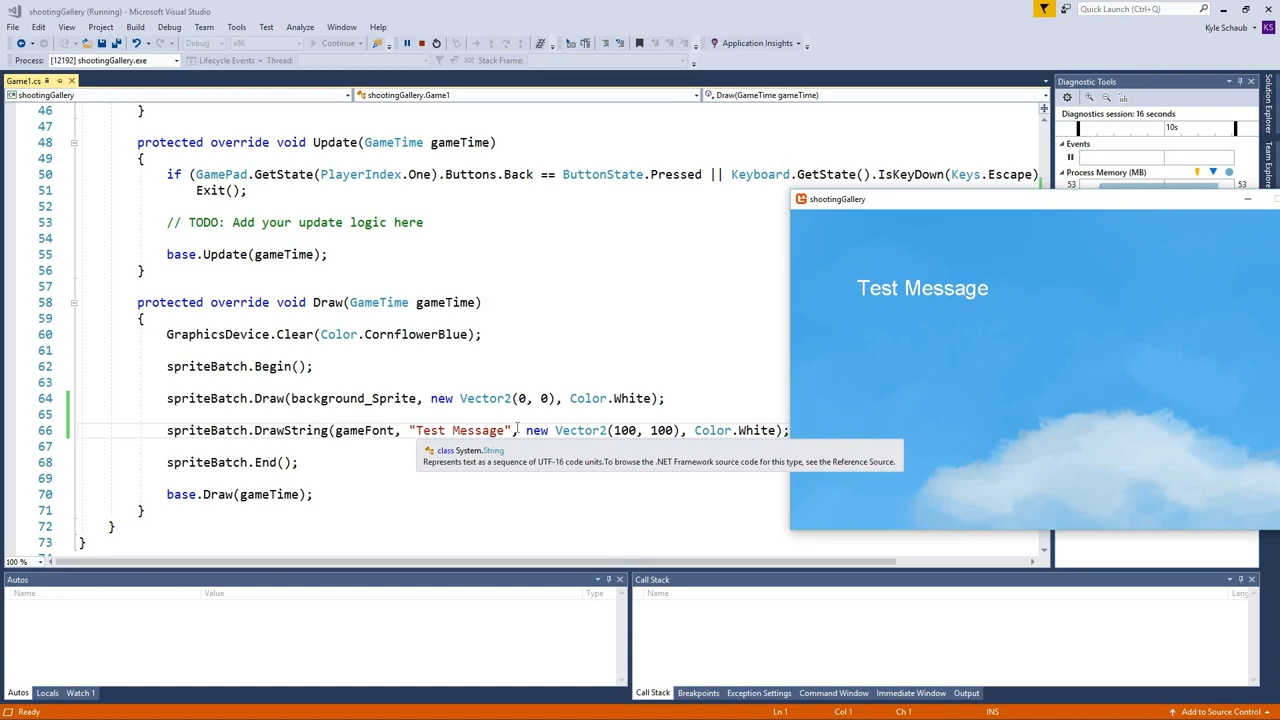 shootingGallery (Running) - Microsoft Visual Studio
Quick Launch (Ctrl+Q)
File Edit View Project Build Debug Team Tools Test Analyze Window Help
Kyle Schaub KS
Debug x86 Continue Application Insights
Process: [12192] shootingGallery.exe Lifecycle Events Thread: Stack Frame:
Game1.cs
shootingGallery shootingGallery.Game1 Draw(GameTime gameTime)
46 }
47
48 protected override void Update(GameTime gameTime)
49 {
50 if (GamePad.GetState(PlayerIndex.One).Buttons.Back == ButtonState.Pressed || Keyboard.GetState().IsKeyDown(Keys.Escape)
51 Exit();
52
53 // TODO: Add your update logic here
54
55 base.Update(gameTime);
56 }
57
58 protected override void Draw(GameTime gameTime)
59 {
60 GraphicsDevice.Clear(Color.CornflowerBlue);
61
62 spriteBatch.Begin();
63
64 spriteBatch.Draw(background_Sprite, new Vector2(0, 0), Color.White);
65
66 spriteBatch.DrawString(gameFont, "Test Message", new Vector2(100, 100), Color.White);
67
class System.String
Represents text as a sequence of UTF-16 code units.To browse the .NET Framework source code for this type, see the Reference Source.
68 spriteBatch.End();
69
70 base.Draw(gameTime);
71 }
72 }
73 }
100 %
Diagnostic Tools
Diagnostics session: 16 seconds
10s
Events
Process Memory (MB)
53 53
shootingGallery
Test Message
Solution Explorer
Team Explorer
Autos
Name Value Type
Autos Locals Watch 1
Call Stack
Name Lang
Call Stack Breakpoints Exception Settings Command Window Immediate Window Output
Ready Ln 1 Col 1 Ch 1 INS Add to Source Control